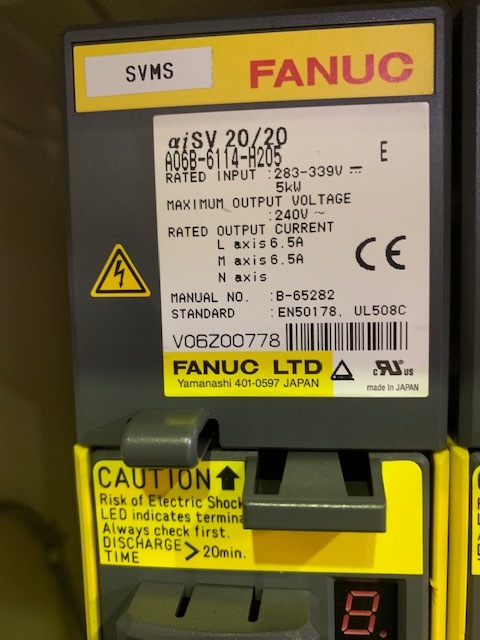 SVMS
FANUC
αiSV 20/20
A06B-6114-H205 E
RATED INPUT :283-339V ⎓
5kW
MAXIMUM OUTPUT VOLTAGE
:240V ~
RATED OUTPUT CURRENT
L axis 6.5A
M axis 6.5A
N axis
CE
MANUAL NO. :B-65282
STANDARD :EN50178, UL508C
V06Z00778
FANUC LTD
Yamanashi 401-0597 JAPAN
c RU US
made in JAPAN
CAUTION
Risk of Electric Shock
LED indicates
Always check first.
DISCHARGE
TIME > 20min.
8.